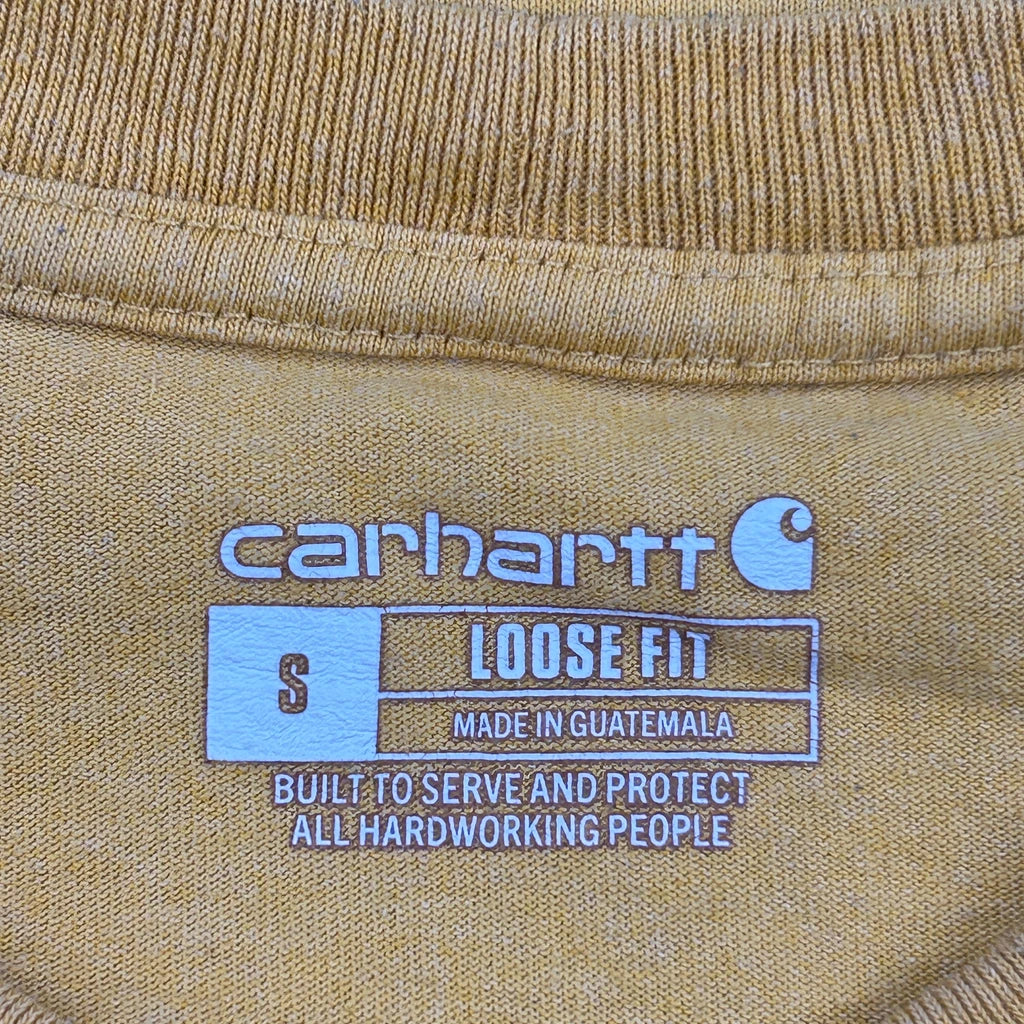 carhartt
S
LOOSE FIT
MADE IN GUATEMALA
BUILT TO SERVE AND PROTECT
ALL HARDWORKING PEOPLE